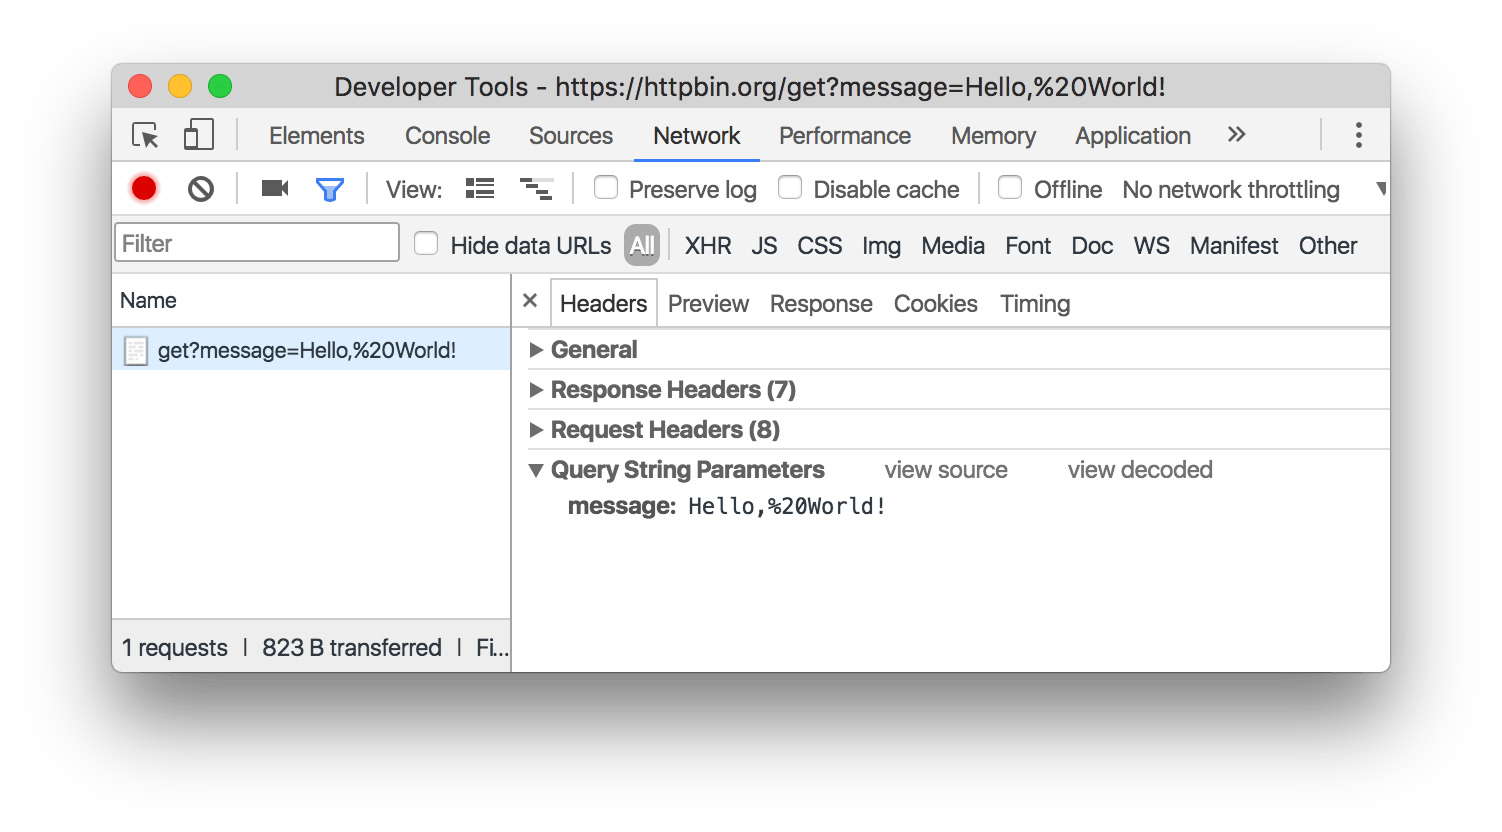 Developer Tools - https://httpbin.org/get?message=Hello,%20World!
Elements Console Sources Network Performance Memory Application
View: Preserve log Disable cache Offline No network throttling
Filter Hide data URLs All XHR JS CSS Img Media Font Doc WS Manifest Other
Name
get?message=Hello,%20World!
1 requests | 823 B transferred | Fi...
× Headers Preview Response Cookies Timing
▶ General
▶ Response Headers (7)
▶ Request Headers (8)
▼ Query String Parameters view source view decoded
message: Hello,%20World!